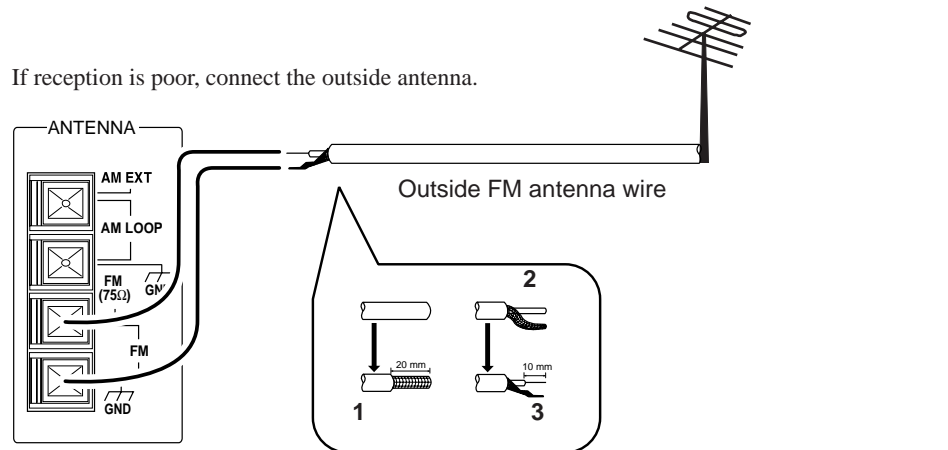 If reception is poor, connect the outside antenna.
ANTENNA
AM EXT
AM LOOP
FM
(75Ω)
FM
GND
Outside FM antenna wire
2
20 mm
10 mm
1
3